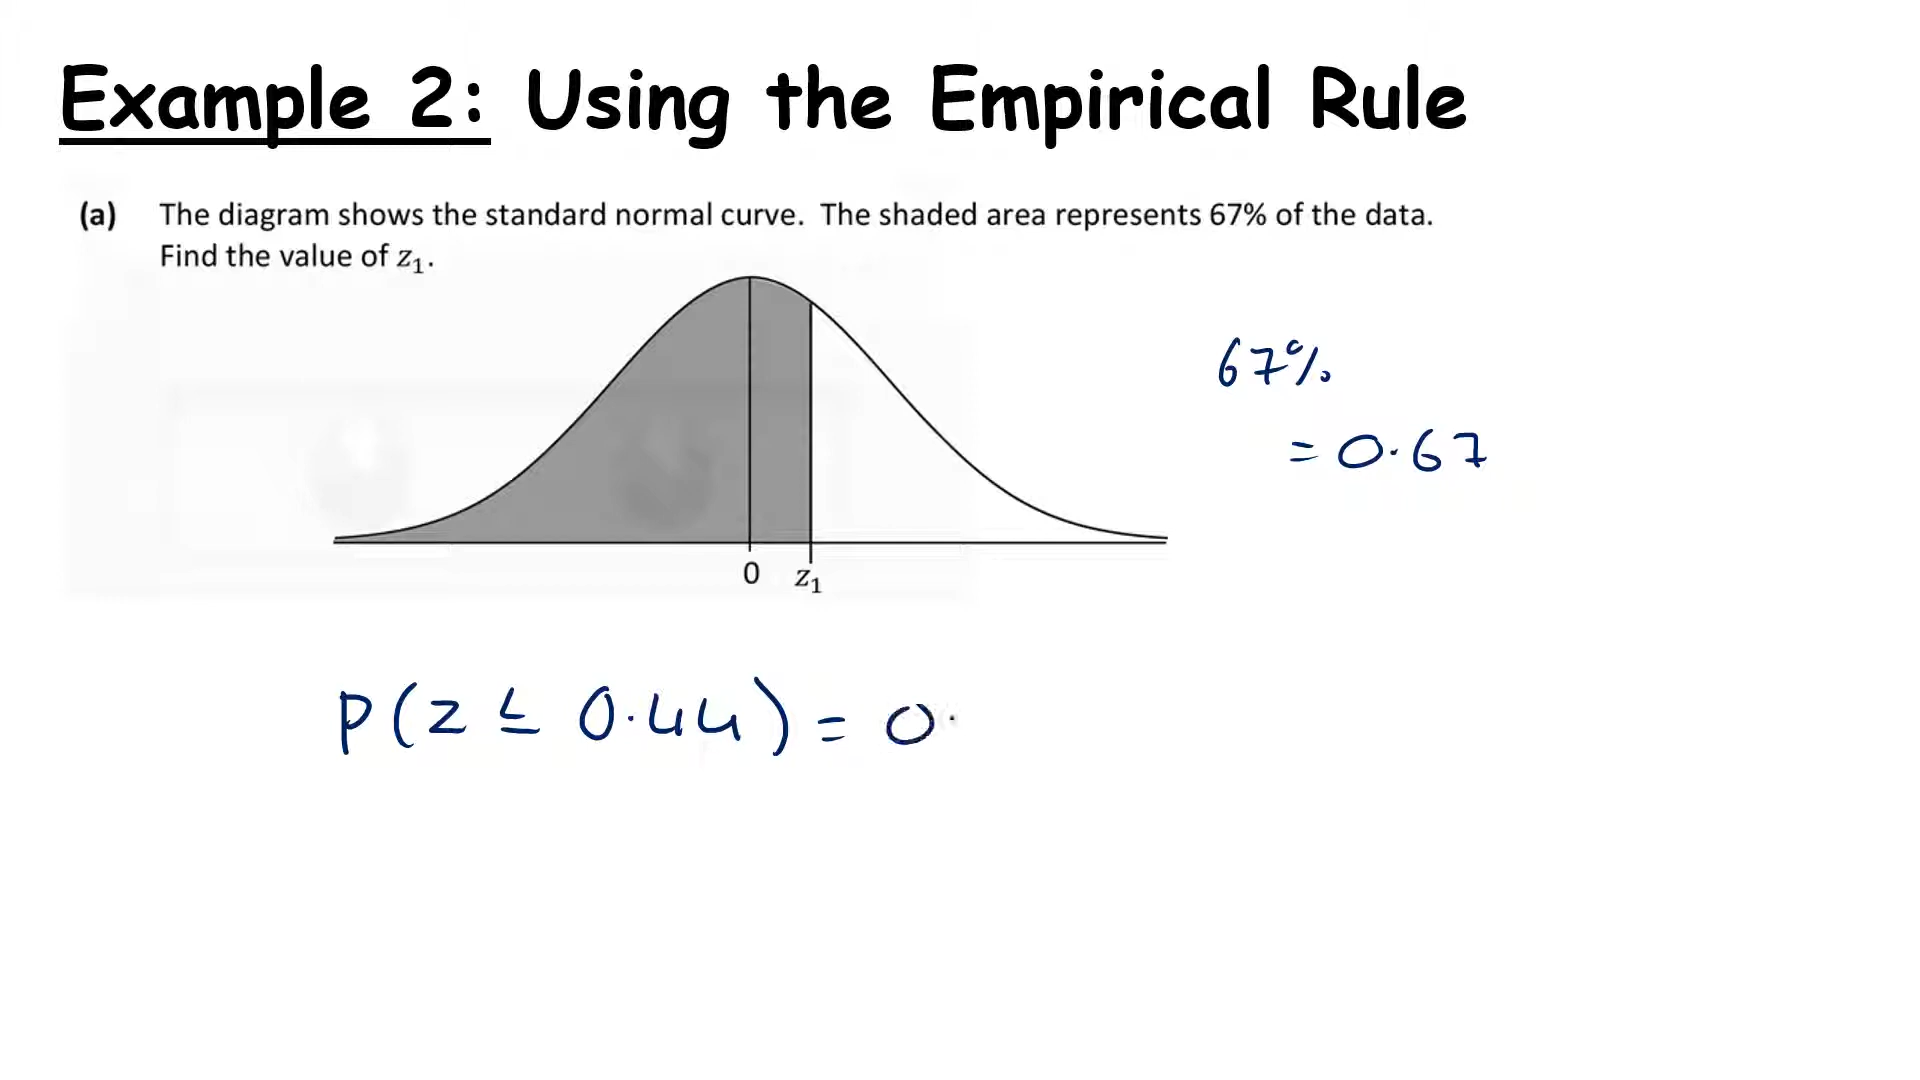 Example 2: Using the Empirical Rule
(a) The diagram shows the standard normal curve. The shaded area represents 67% of the data.
Find the value of z₁.
67%
= 0.67
0 z₁
P(z ≤ 0.44) = 0.